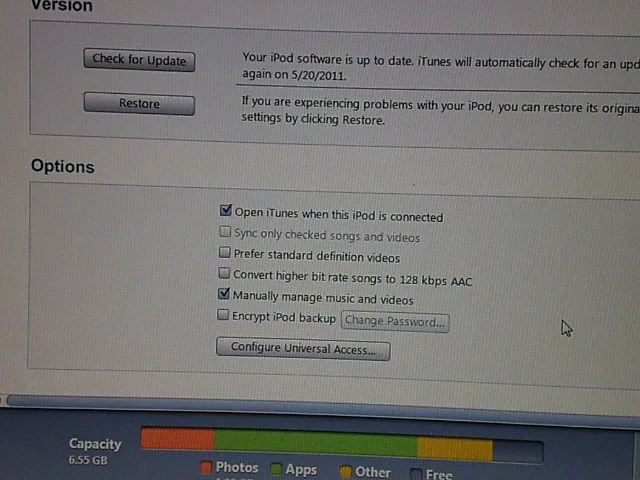 Version
Check for Update
Your iPod software is up to date. iTunes will automatically check for an upd
again on 5/20/2011.
Restore
If you are experiencing problems with your iPod, you can restore its origina
settings by clicking Restore.
Options
Open iTunes when this iPod is connected
Sync only checked songs and videos
Prefer standard definition videos
Convert higher bit rate songs to 128 kbps AAC
Manually manage music and videos
Encrypt iPod backup Change Password...
Configure Universal Access...
Capacity
6.55 GB
Photos Apps Other Free